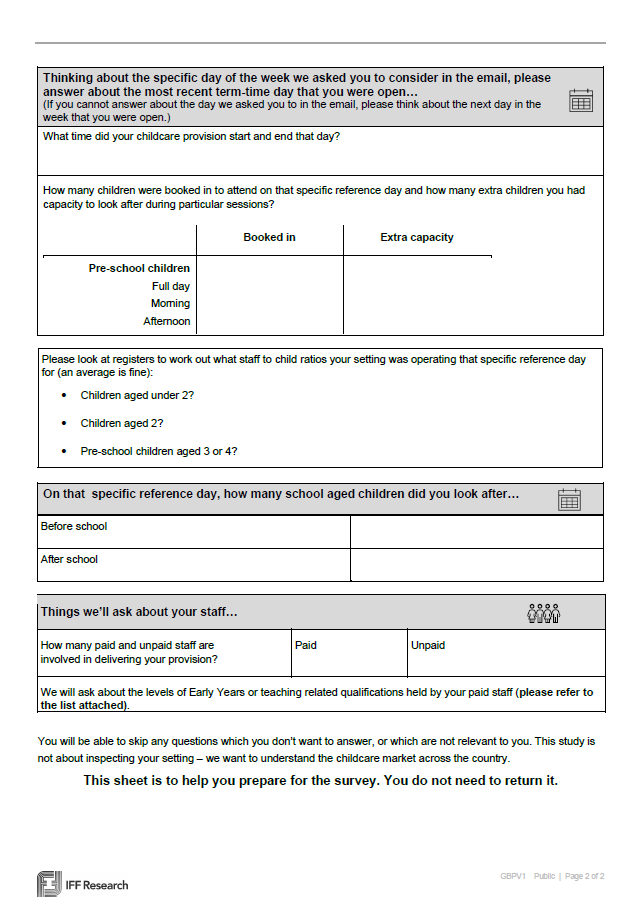 Thinking about the specific day of the week we asked you to consider in the email, please
answer about the most recent term-time day that you were open…
(If you cannot answer about the day we asked you to in the email, please think about the next day in the
week that you were open.)
What time did your childcare provision start and end that day?
How many children were booked in to attend on that specific reference day and how many extra children you had
capacity to look after during particular sessions?
Booked in Extra capacity
Pre-school children
Full day
Morning
Afternoon
Please look at registers to work out what staff to child ratios your setting was operating that specific reference day
for (an average is fine):
• Children aged under 2?
• Children aged 2?
• Pre-school children aged 3 or 4?
On that specific reference day, how many school aged children did you look after…
Before school
After school
Things we'll ask about your staff…
How many paid and unpaid staff are
involved in delivering your provision?
Paid
Unpaid
We will ask about the levels of Early Years or teaching related qualifications held by your paid staff (please refer to
the list attached).
You will be able to skip any questions which you don't want to answer, or which are not relevant to you. This study is
not about inspecting your setting – we want to understand the childcare market across the country.
This sheet is to help you prepare for the survey. You do not need to return it.
GBPV1 Public | Page 2 of 2
IFF Research